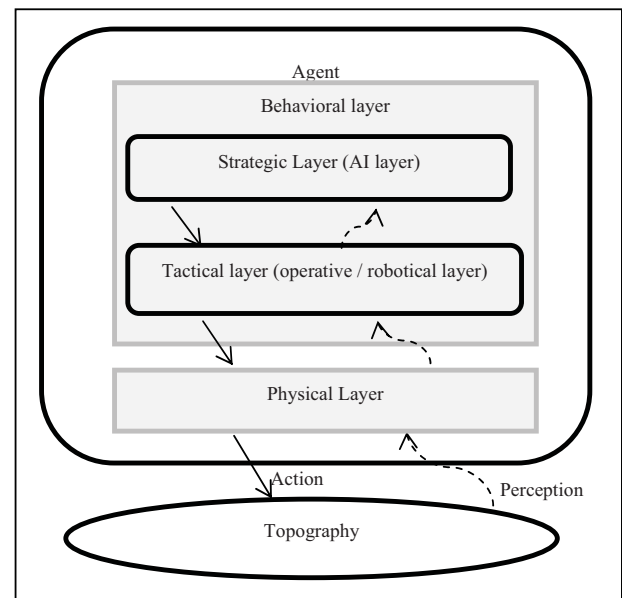 Agent
Behavioral layer
Strategic Layer (AI layer)
Tactical layer (operative / robotical layer)
Physical Layer
Action
Perception
Topography